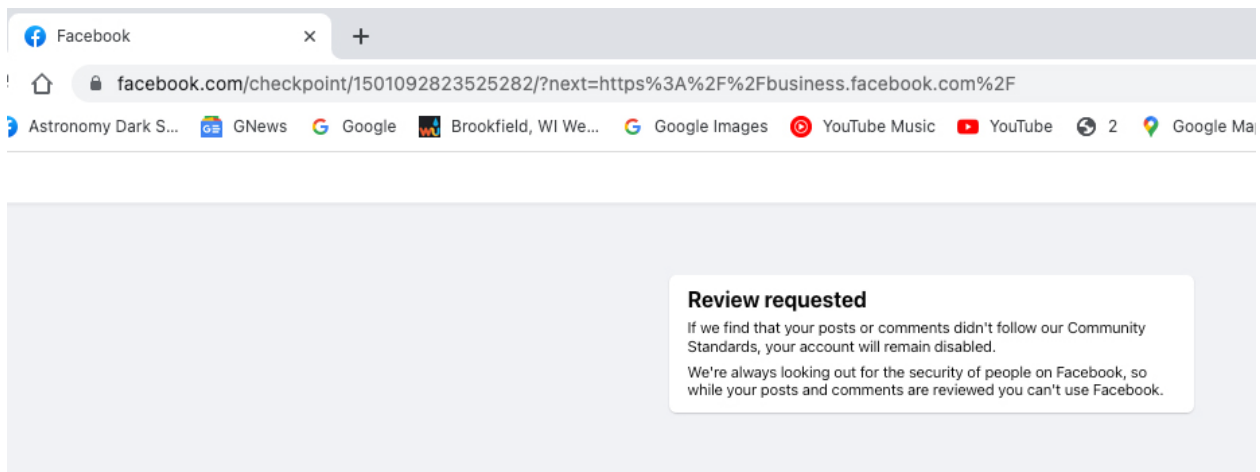 Facebook
facebook.com/checkpoint/1501092823525282/?next=https%3A%2F%2Fbusiness.facebook.com%2F
Astronomy Dark S... GNews Google Brookfield, WI We... Google Images YouTube Music YouTube 2 Google Ma
Review requested
If we find that your posts or comments didn't follow our Community
Standards, your account will remain disabled.
We're always looking out for the security of people on Facebook, so
while your posts and comments are reviewed you can't use Facebook.